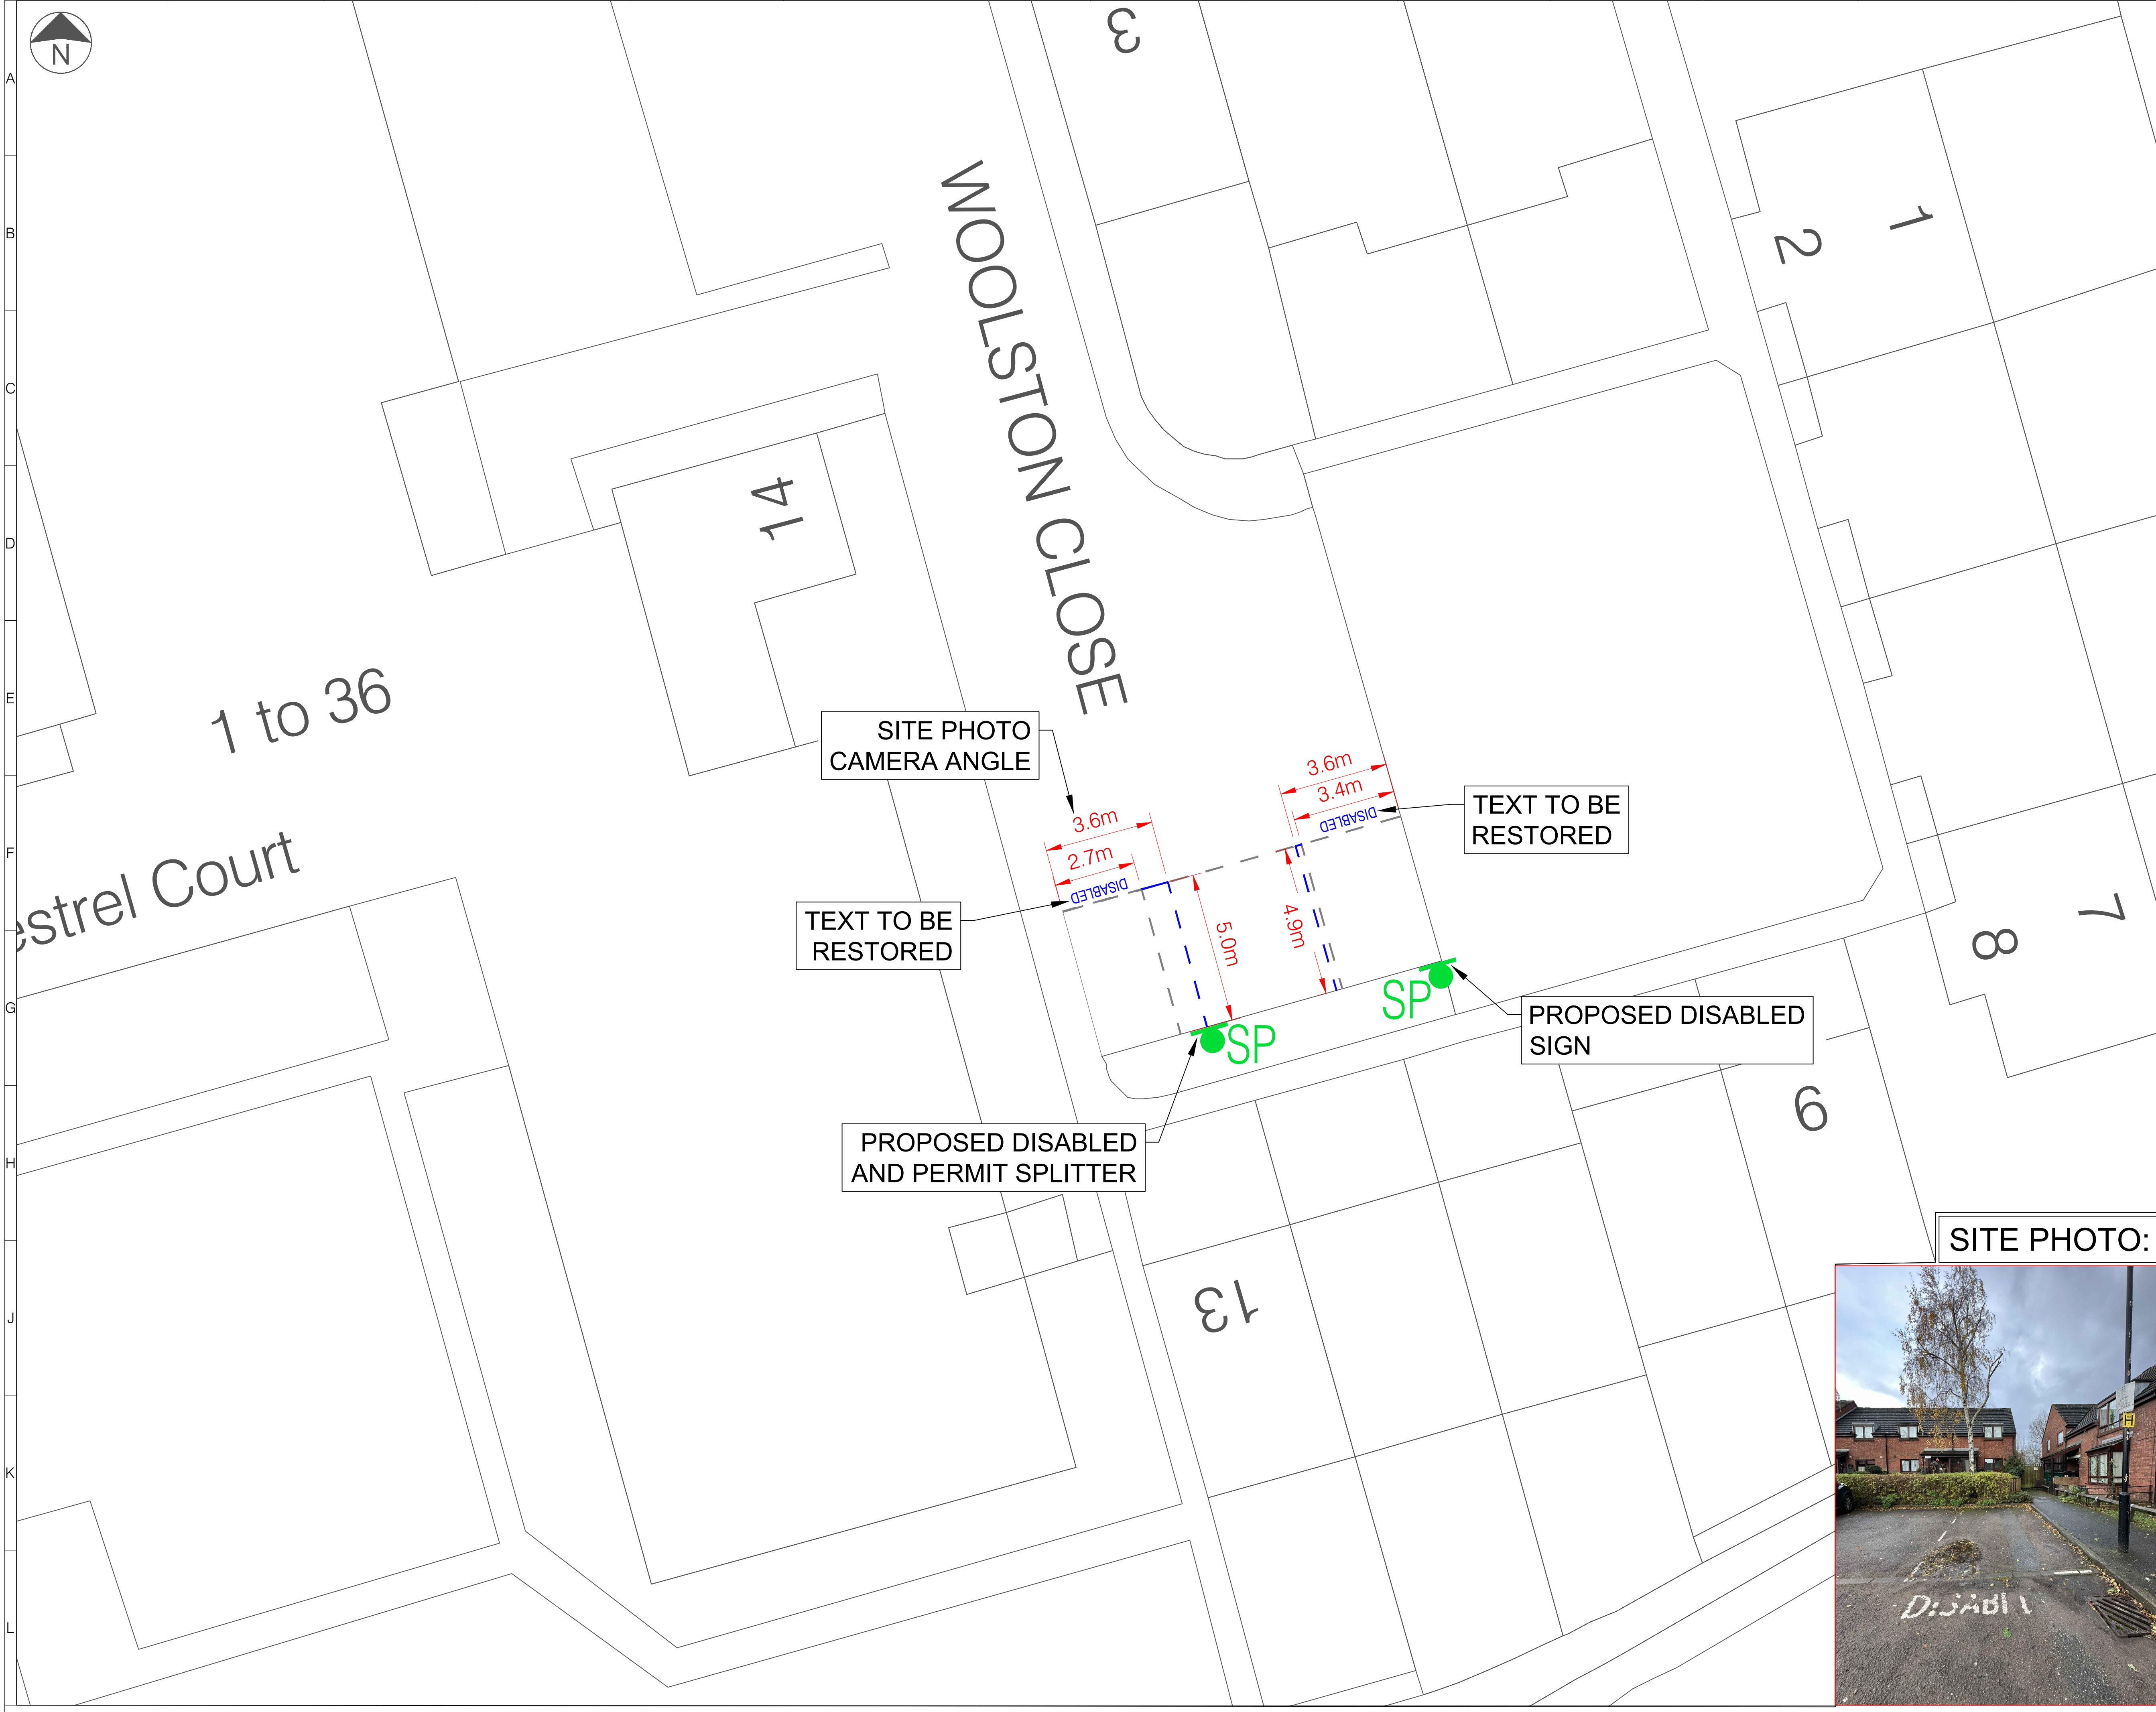 N
A
B
C
D
E
F
G
H
J
K
L
3
WOOLSTON CLOSE
1
2
14
1 to 36
estrel Court
SITE PHOTO
CAMERA ANGLE
3.6m
2.7m
DISABLED
3.6m
3.4m
DISABLED
TEXT TO BE
RESTORED
TEXT TO BE
RESTORED
5.0m
4.9m
SP
SP
PROPOSED DISABLED
SIGN
PROPOSED DISABLED
AND PERMIT SPLITTER
7
8
9
13
SITE PHOTO:
H